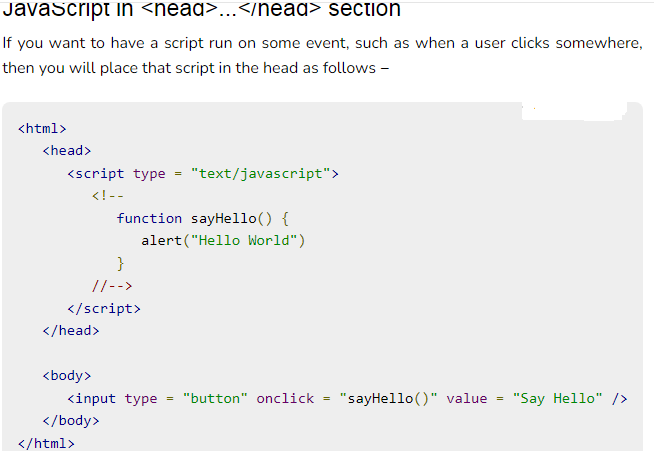 JavaScript in <head>...</head> section
If you want to have a script run on some event, such as when a user clicks somewhere,
then you will place that script in the head as follows −
<html>
<head>
<script type = "text/javascript">
<!--
function sayHello() {
alert("Hello World")
}
//-->
</script>
</head>
<body>
<input type = "button" onclick = "sayHello()" value = "Say Hello" />
</body>
</html>